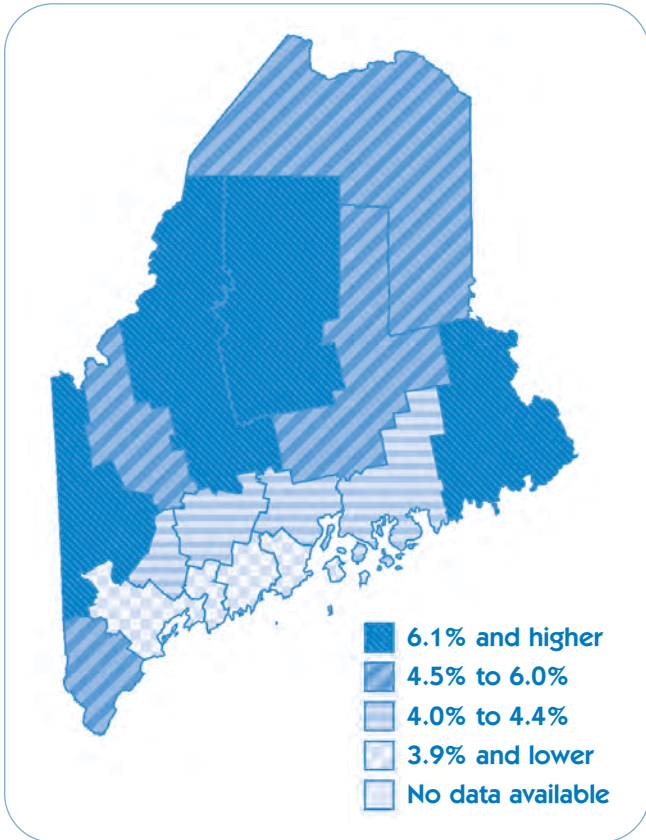 6.1% and higher
4.5% to 6.0%
4.0% to 4.4%
3.9% and lower
No data available